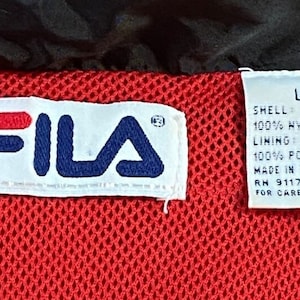 FILA
L
SHELL:
100% NY
LINING:
100% PO
MADE IN
RN 9117
FOR CARE